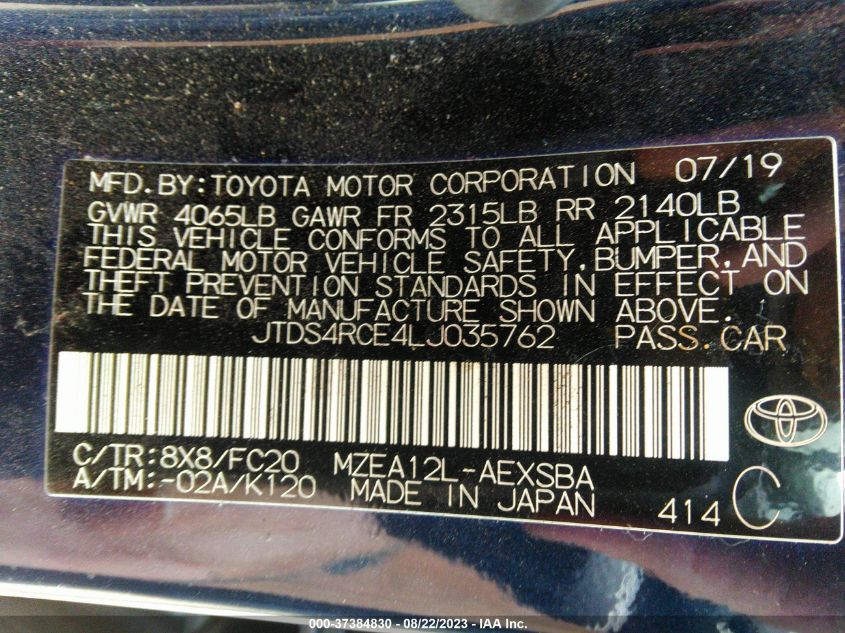 MFD.BY:TOYOTA MOTOR CORPORATION 07/19
GVWR 4065LB GAWR FR 2315LB RR 2140LB
THIS VEHICLE CONFORMS TO ALL APPLICABLE
FEDERAL MOTOR VEHICLE SAFETY,BUMPER,AND
THEFT PREVENTION STANDARDS IN EFFECT ON
THE DATE OF MANUFACTURE SHOWN ABOVE.
JTDS4RCE4LJ035762 PASS.CAR
C/TR:8X8/FC20 MZEA12L-AEXSBA
A/TM:-02A/K120 MADE IN JAPAN 414 C
000-37384830 - 08/22/2023 - IAA Inc.